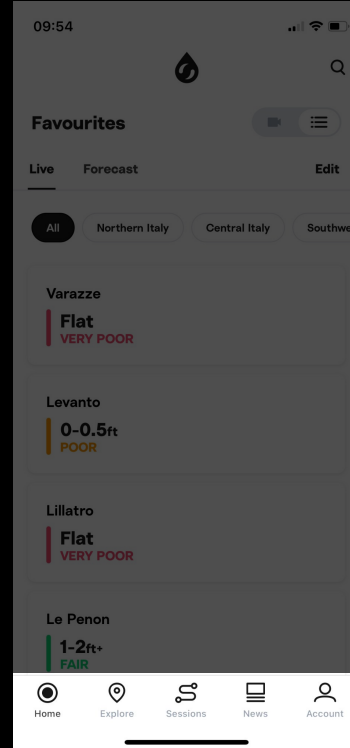 09:54
Favourites
Live Forecast Edit
All Northern Italy Central Italy Southwe
Varazze
Flat
VERY POOR
Levanto
0-0.5ft
POOR
Lillatro
Flat
VERY POOR
Le Penon
1-2ft+
FAIR
Home Explore Sessions News Account